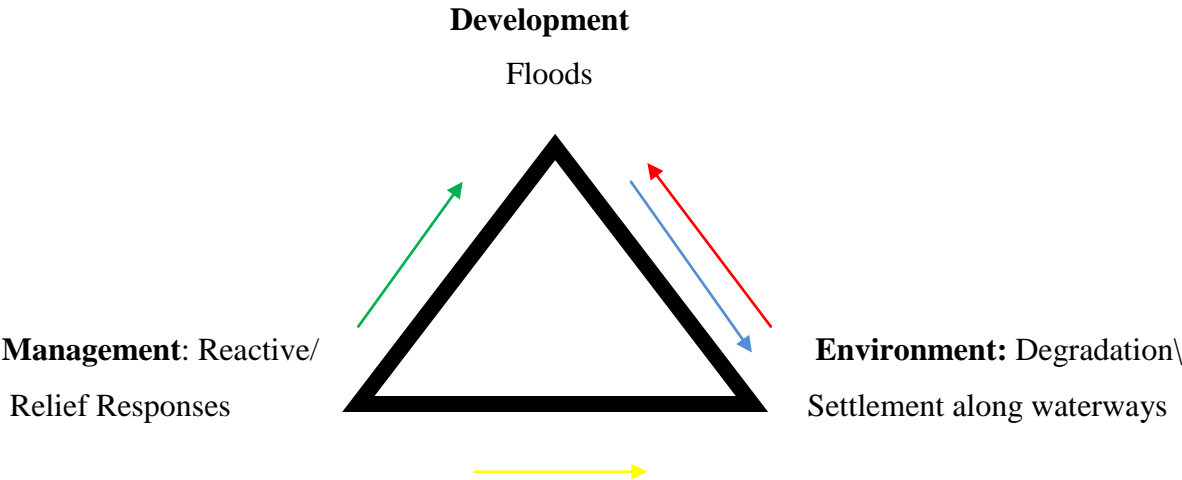 Development
Floods
Management: Reactive/
Relief Responses
Environment: Degradation\
Settlement along waterways